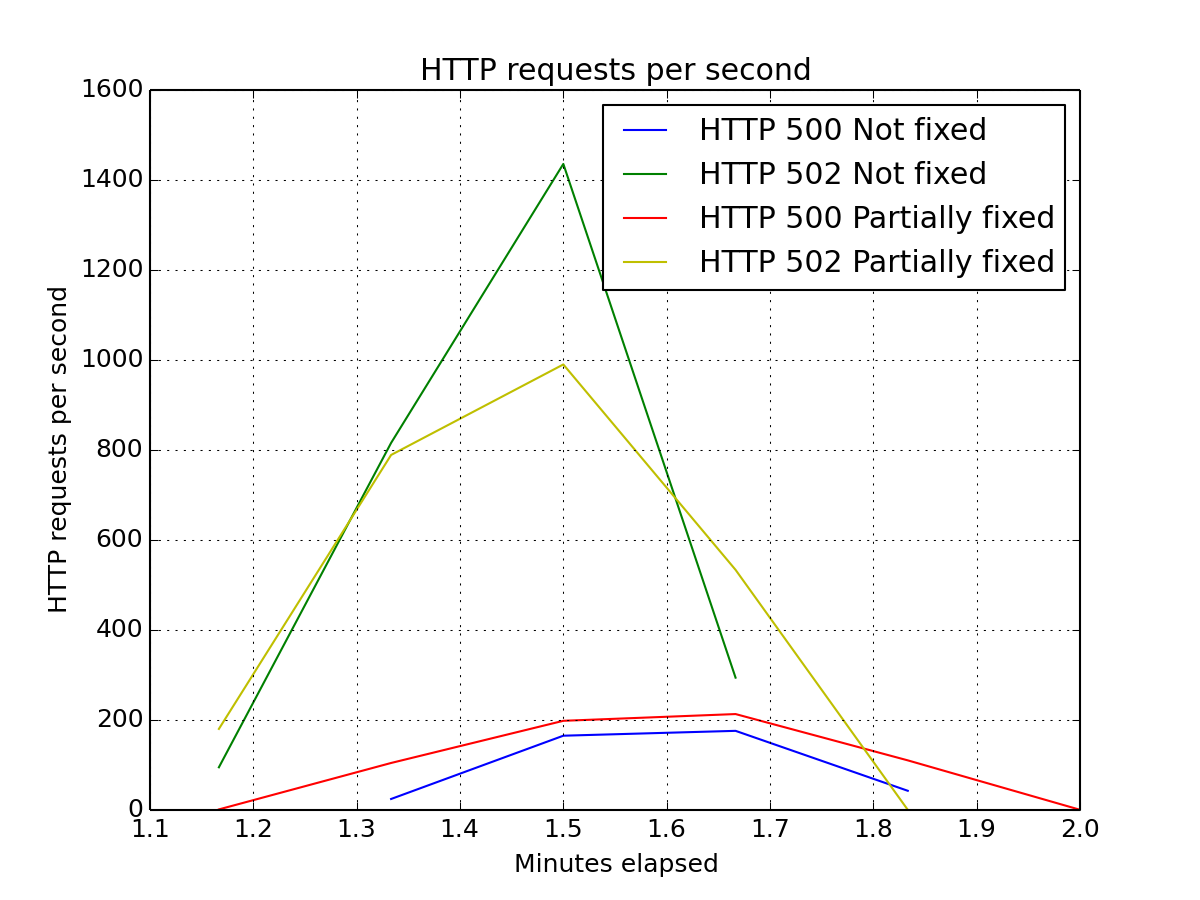 HTTP requests per second
1600
1400
1200
1000
800
600
400
200
0
HTTP requests per second
HTTP 500 Not fixed
HTTP 502 Not fixed
HTTP 500 Partially fixed
HTTP 502 Partially fixed
1.1 1.2 1.3 1.4 1.5 1.6 1.7 1.8 1.9 2.0
Minutes elapsed